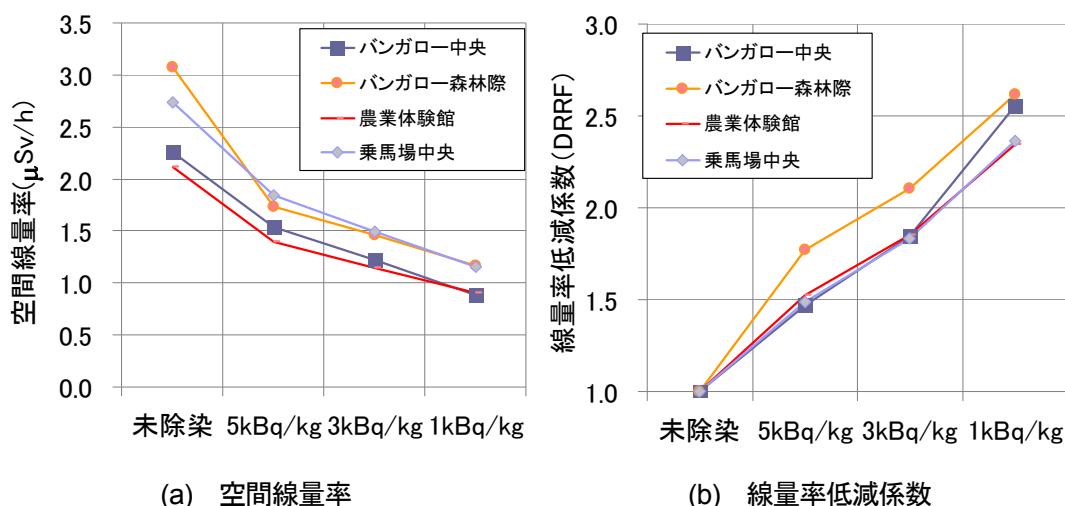 空間線量率(μSv/h)
3.5
3.0
2.5
2.0
1.5
1.0
0.5
0.0
バンガロー中央
バンガロー森林際
農業体験館
乗馬場中央
未除染 5kBq/kg 3kBq/kg 1kBq/kg
(a) 空間線量率
線量率低減係数(DRRF)
3.0
2.5
2.0
1.5
1.0
バンガロー中央
バンガロー森林際
農業体験館
乗馬場中央
未除染 5kBq/kg 3kBq/kg 1kBq/kg
(b) 線量率低減係数